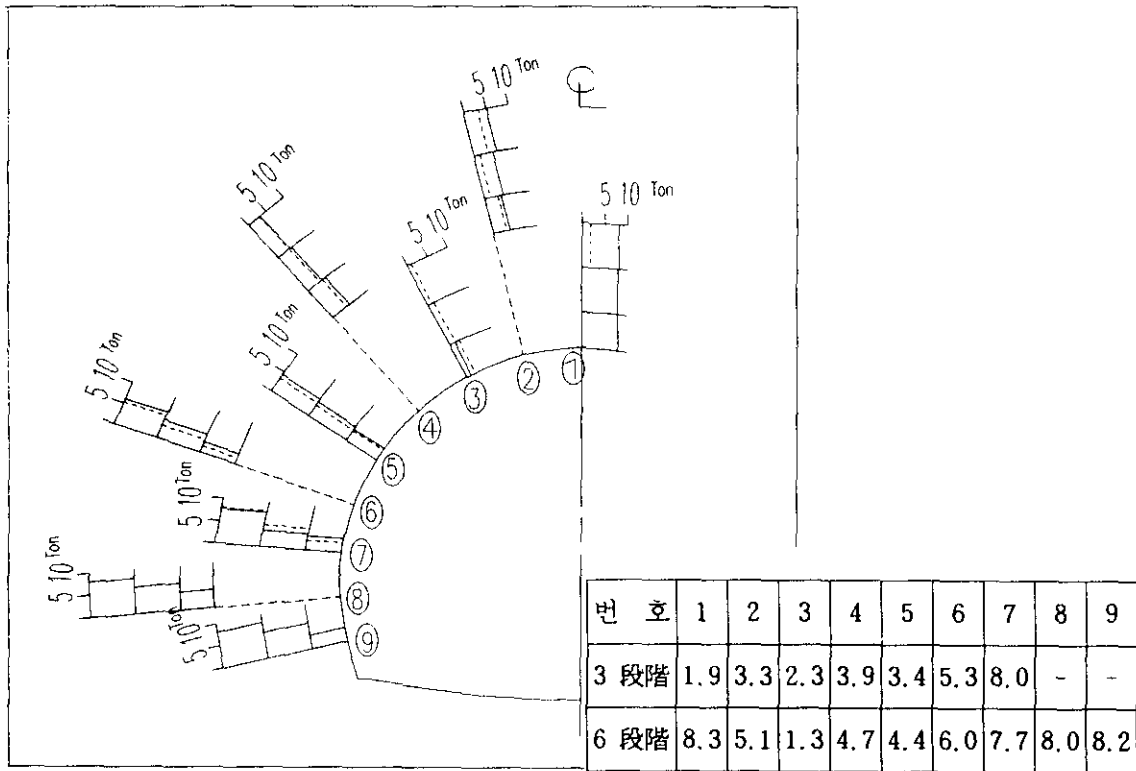 5 10 Ton
5 10 Ton
5 10 Ton
5 10 Ton
5 10 Ton
5 10 Ton
5 10 Ton
5 10 Ton
5 10 Ton
①
②
③
④
⑤
⑥
⑦
⑧
⑨
번 호 1 2 3 4 5 6 7 8 9
3 段階 1.9 3.3 2.3 3.9 3.4 5.3 8.0 - -
6 段階 8.3 5.1 1.3 4.7 4.4 6.0 7.7 8.0 8.2